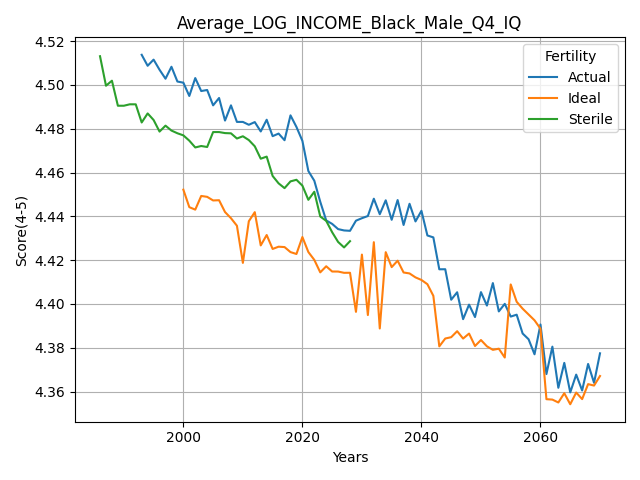 Average_LOG_INCOME_Black_Male_Q4_IQ
Score(4-5)
4.52
4.50
4.48
4.46
4.44
4.42
4.40
4.38
4.36
Fertility
Actual
Ideal
Sterile
2000
2020
2040
2060
Years